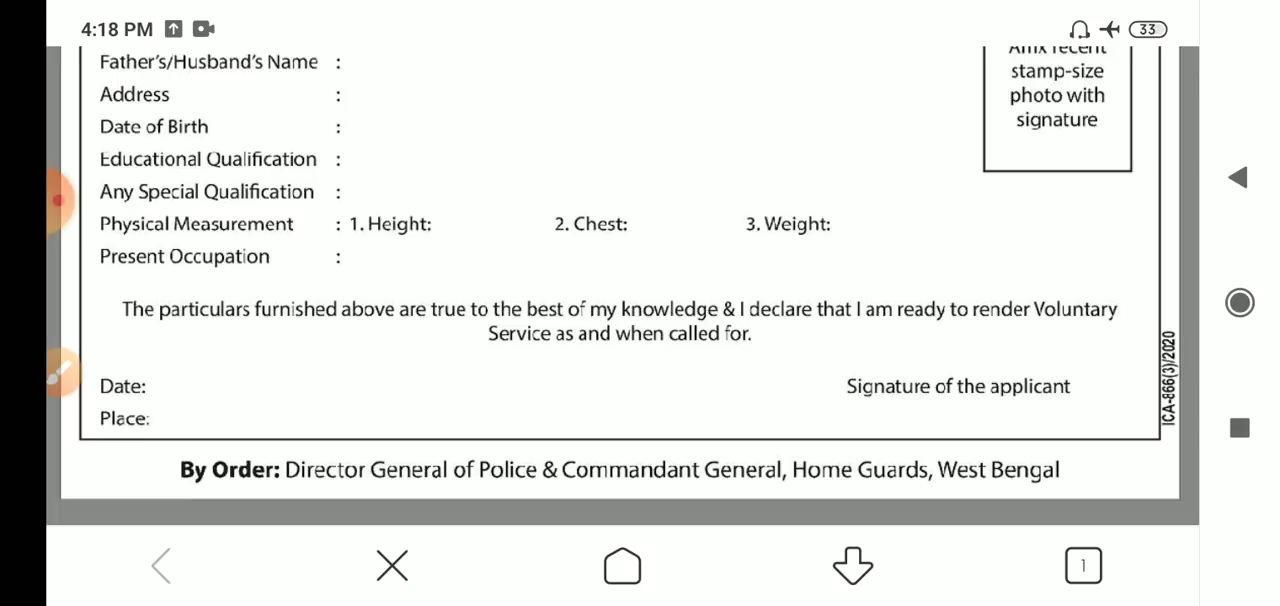 4:18 PM
33
Father's/Husband's Name :
Affix recent
Address :
stamp-size
photo with
Date of Birth :
signature
Educational Qualification :
Any Special Qualification :
Physical Measurement : 1. Height: 2. Chest: 3. Weight:
Present Occupation :
The particulars furnished above are true to the best of my knowledge & I declare that I am ready to render Voluntary
Service as and when called for.
Date: Signature of the applicant
Place:
ICA-866(3)/2020
By Order: Director General of Police & Commandant General, Home Guards, West Bengal
1